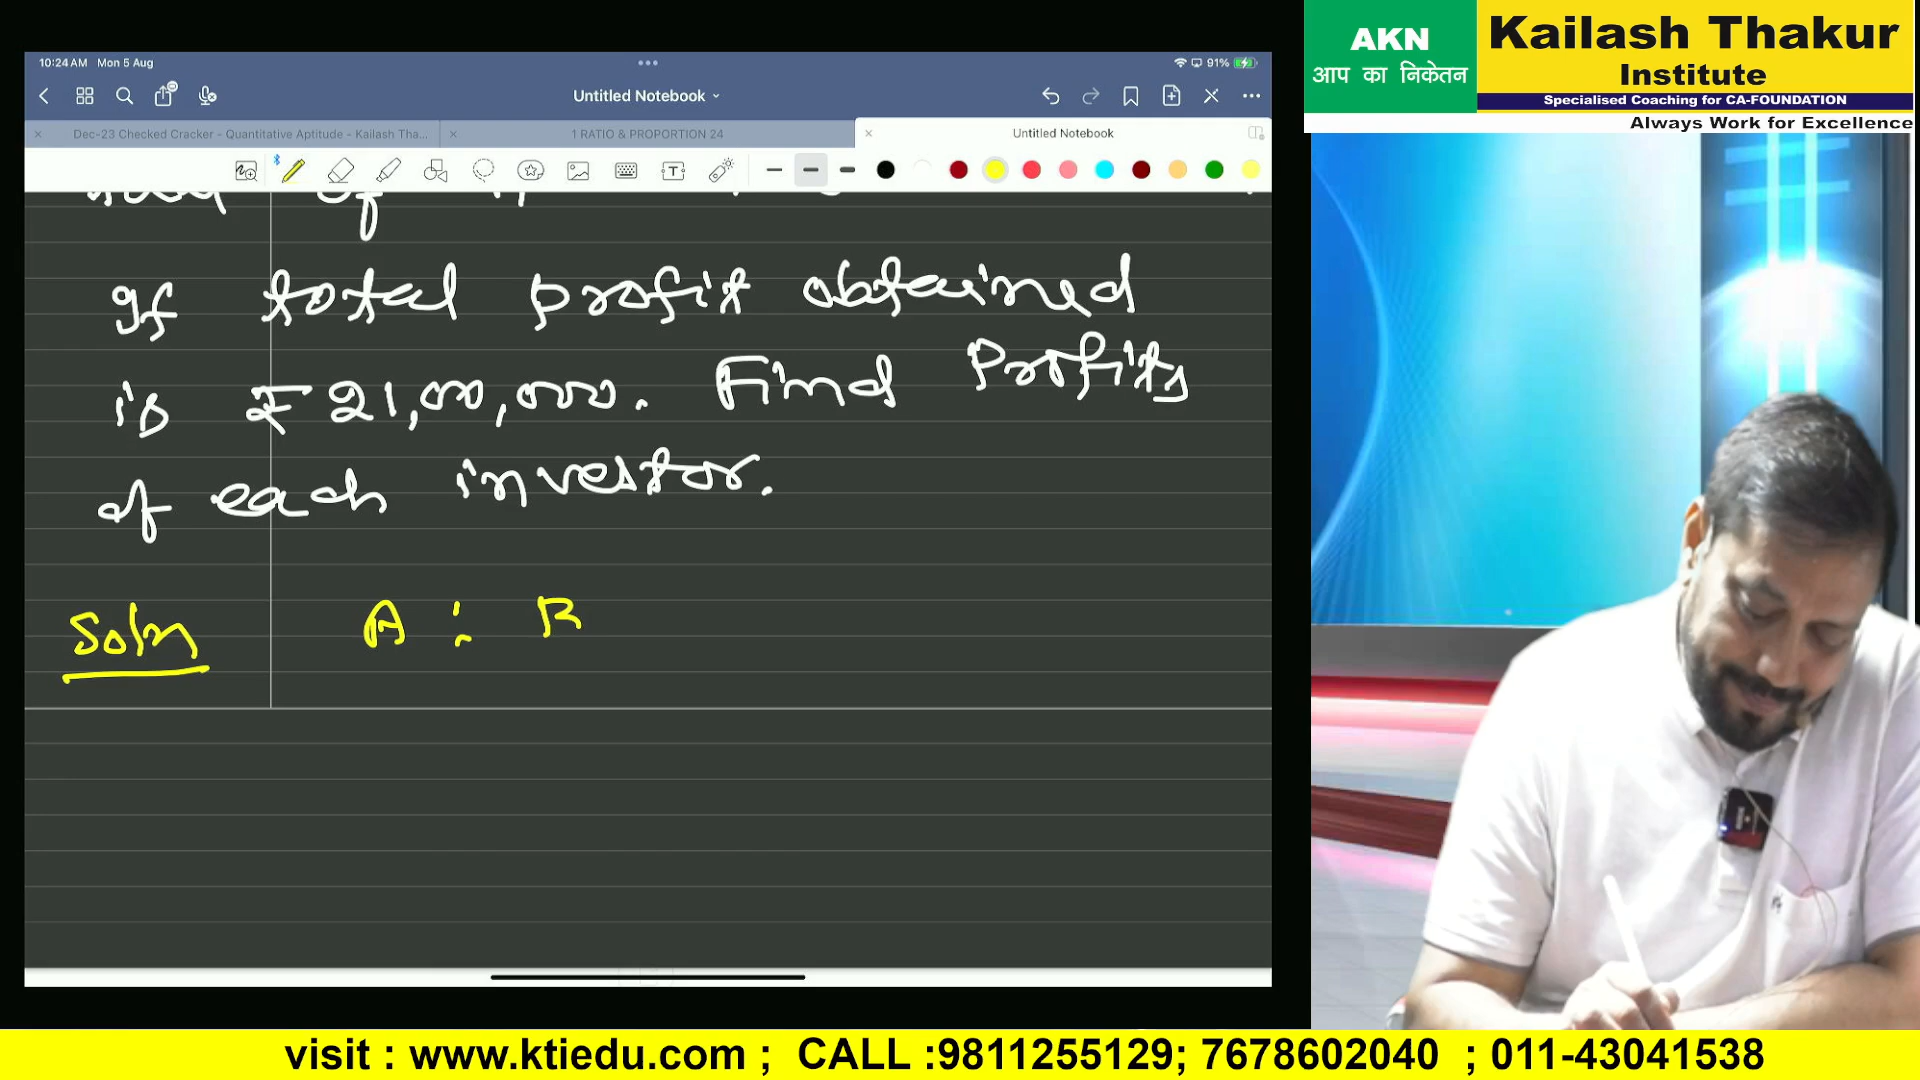 10:24 AM Mon 5 Aug
91%
Untitled Notebook
Dec-23 Checked Cracker - Quantitative Aptitude - Kailash Tha...
1 RATIO & PROPORTION 24
Untitled Notebook
of
If total profit obtained
is ₹ 21,00,000. Find Profits
of each investor.
Soln A : B
AKN
आप का निकेतन
Kailash Thakur
Institute
Specialised Coaching for CA-FOUNDATION
Always Work for Excellence
visit : www.ktiedu.com ; CALL :9811255129; 7678602040 ; 011-43041538